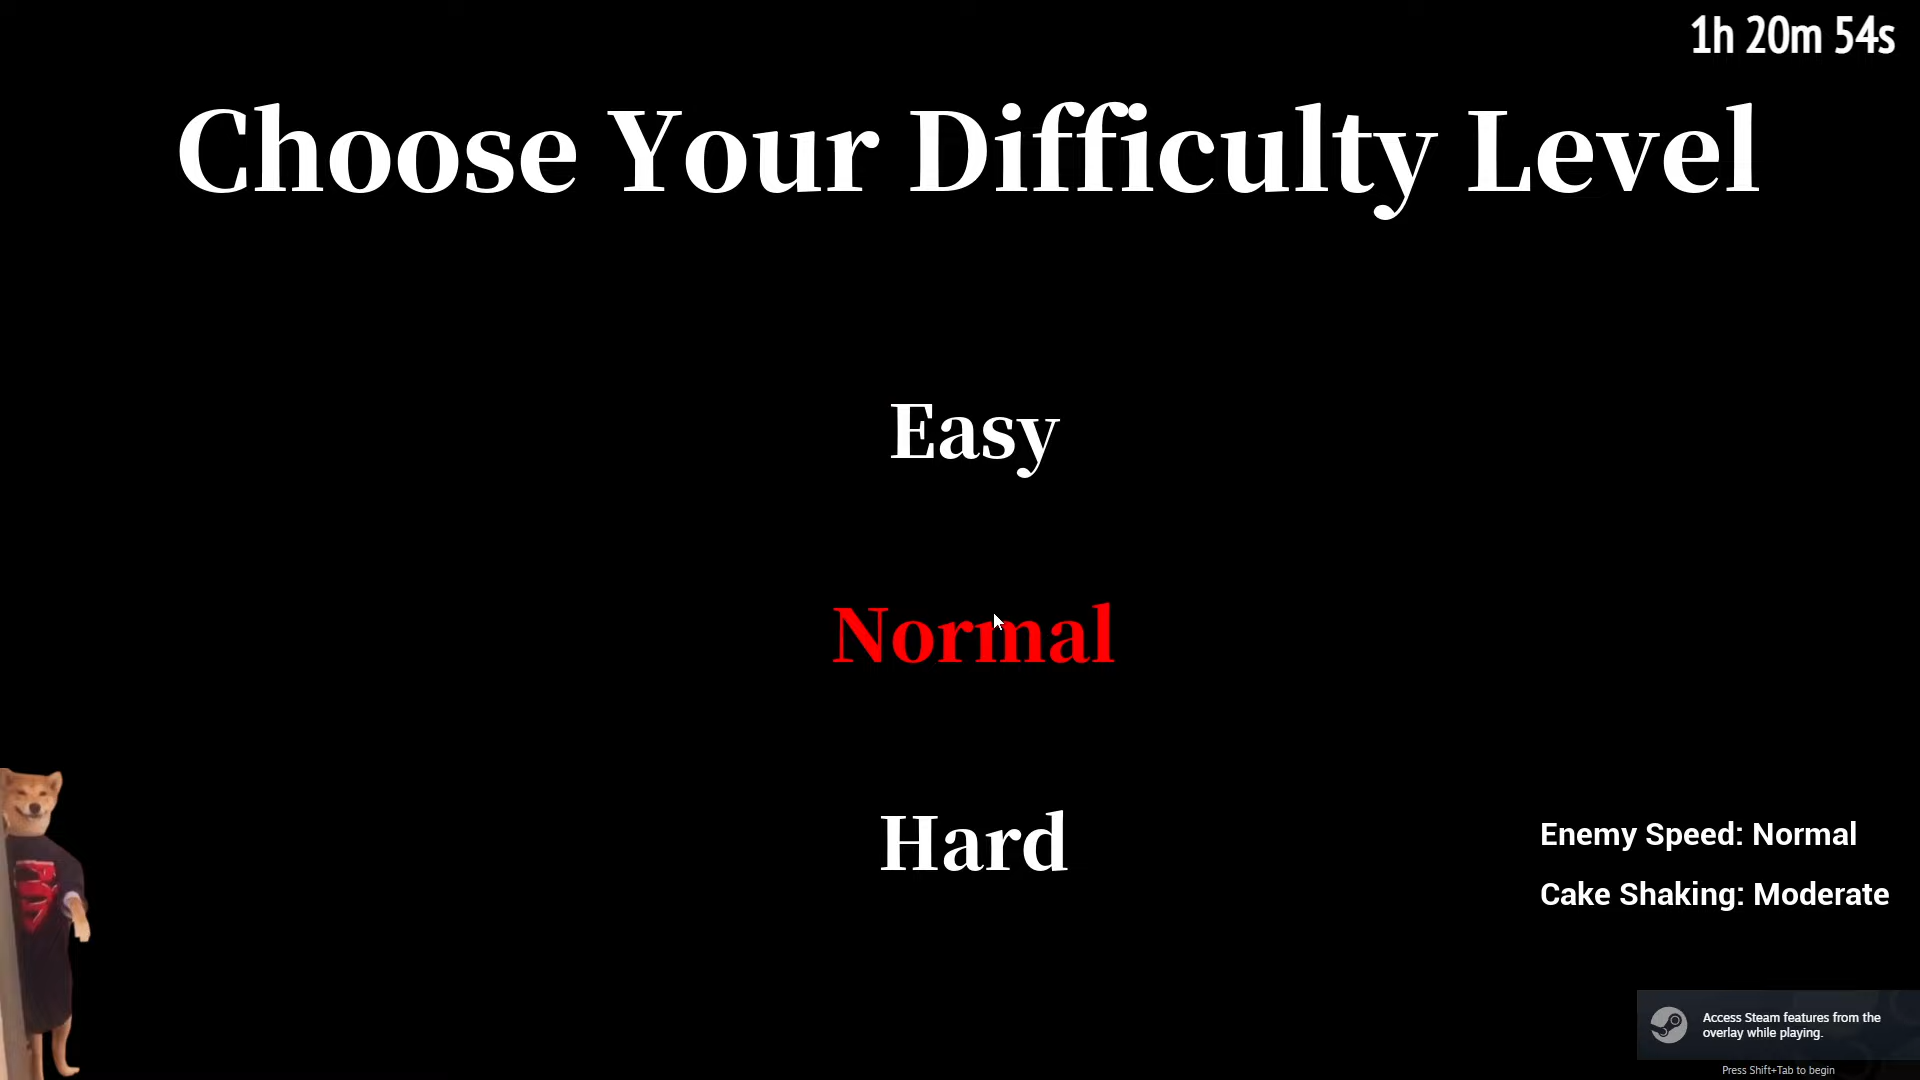 1h 20m 54s
Choose Your Difficulty Level
Easy
Normal
Hard
Enemy Speed: Normal
Cake Shaking: Moderate
Access Steam features from the
overlay while playing.
Press Shift+Tab to begin